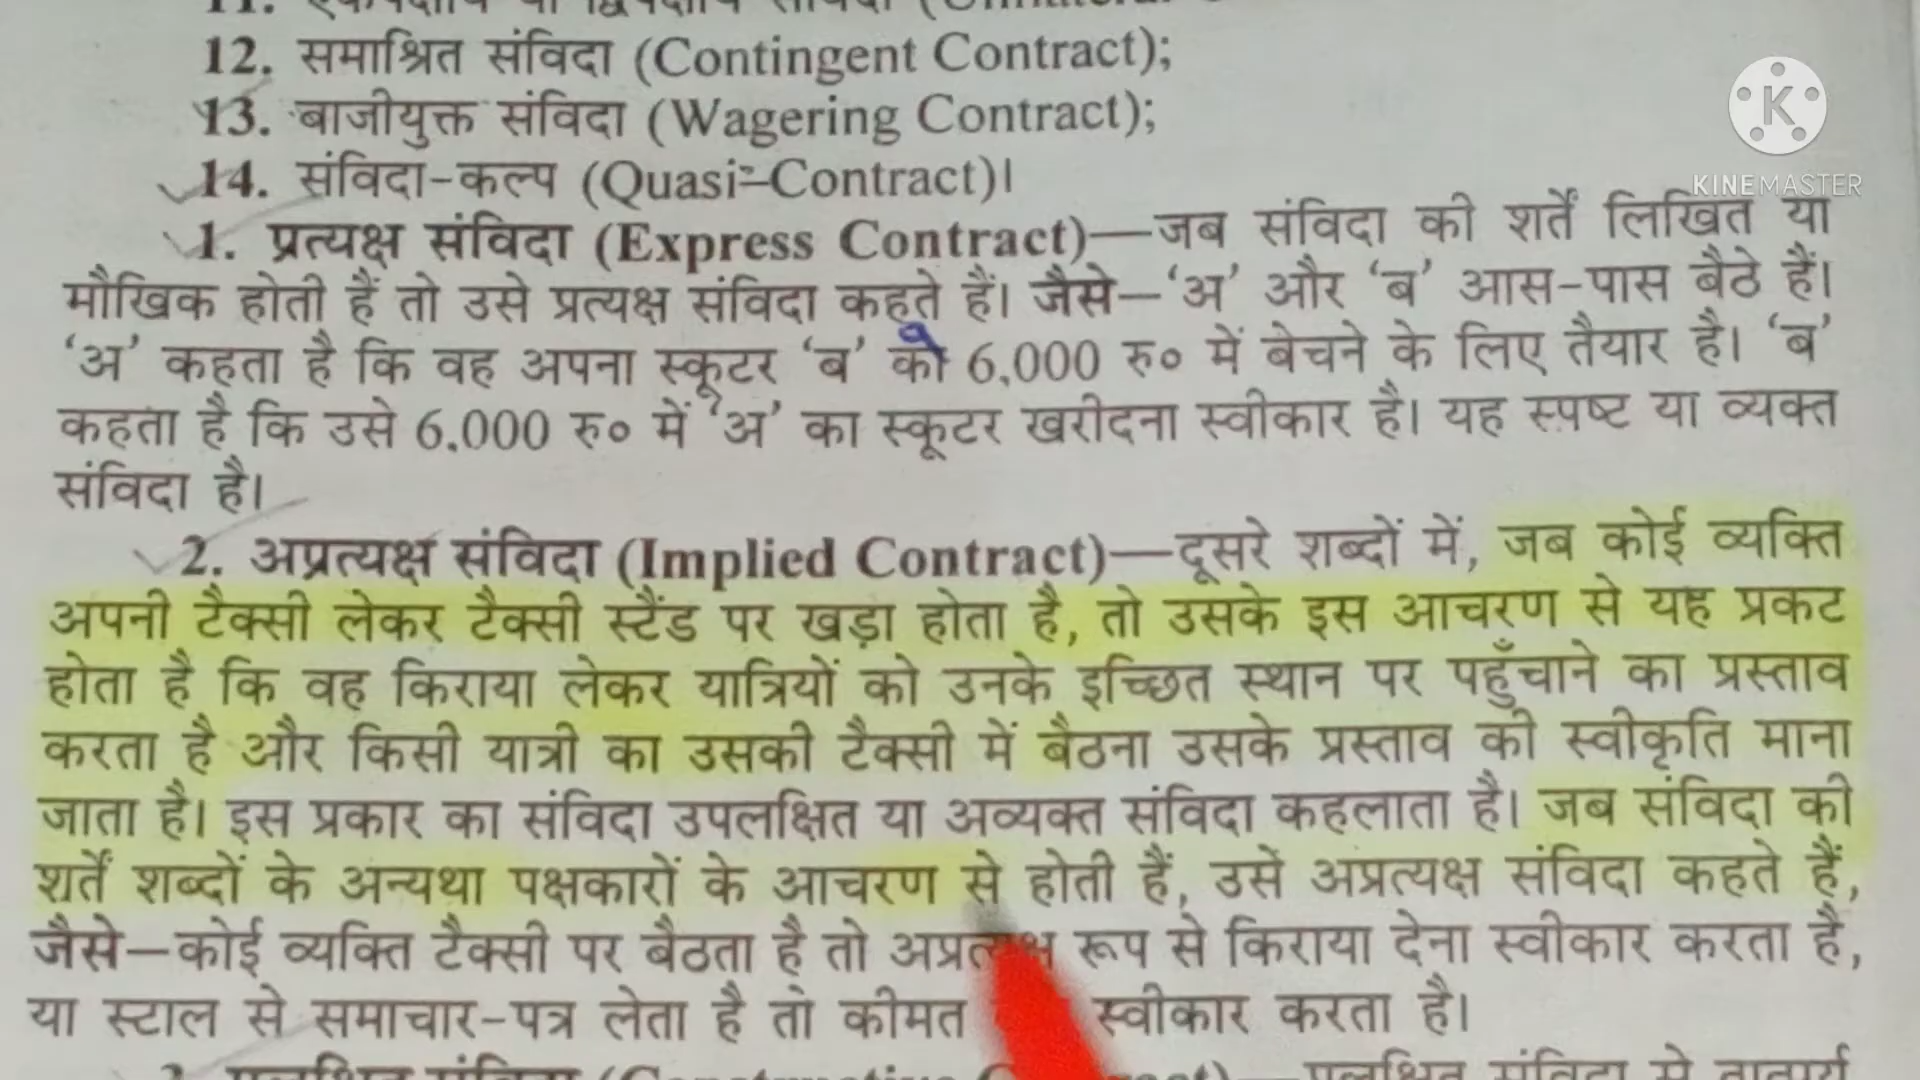 12. समाश्रित संविदा (Contingent Contract);
13. बाजीयुक्त संविदा (Wagering Contract);
14. संविदा-कल्प (Quasi-Contract)।
1. प्रत्यक्ष संविदा (Express Contract)—जब संविदा की शर्तें लिखित या
मौखिक होती हैं तो उसे प्रत्यक्ष संविदा कहते हैं। जैसे—‘अ’ और ‘ब’ आस-पास बैठे हैं।
‘अ’ कहता है कि वह अपना स्कूटर ‘ब’ को 6,000 रु० में बेचने के लिए तैयार है। ‘ब’
कहता है कि उसे 6,000 रु० में ‘अ’ का स्कूटर खरीदना स्वीकार है। यह स्पष्ट या व्यक्त
संविदा है।
2. अप्रत्यक्ष संविदा (Implied Contract)—दूसरे शब्दों में, जब कोई व्यक्ति
अपनी टैक्सी लेकर टैक्सी स्टैंड पर खड़ा होता है, तो उसके इस आचरण से यह प्रकट
होता है कि वह किराया लेकर यात्रियों को उनके इच्छित स्थान पर पहुँचाने का प्रस्ताव
करता है और किसी यात्री का उसकी टैक्सी में बैठना उसके प्रस्ताव की स्वीकृति माना
जाता है। इस प्रकार का संविदा उपलक्षित या अव्यक्त संविदा कहलाता है। जब संविदा की
शर्तें शब्दों के अन्यथा पक्षकारों के आचरण से होती हैं, उसे अप्रत्यक्ष संविदा कहते हैं,
जैसे—कोई व्यक्ति टैक्सी पर बैठता है तो अप्रत्यक्ष रूप से किराया देना स्वीकार करता है,
या स्टाल से समाचार-पत्र लेता है तो कीमत स्वीकार करता है।
K
KINEMASTER